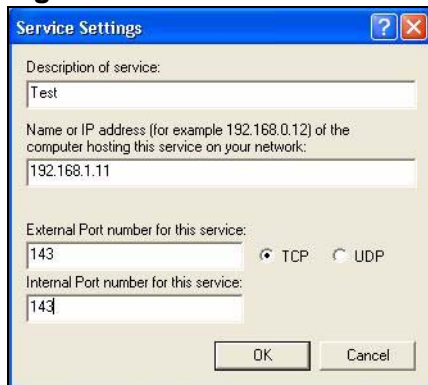 Service Settings
Description of service:
Test
Name or IP address (for example 192.168.0.12) of the
computer hosting this service on your network:
192.168.1.11
External Port number for this service:
143
TCP
UDP
Internal Port number for this service:
143
OK
Cancel